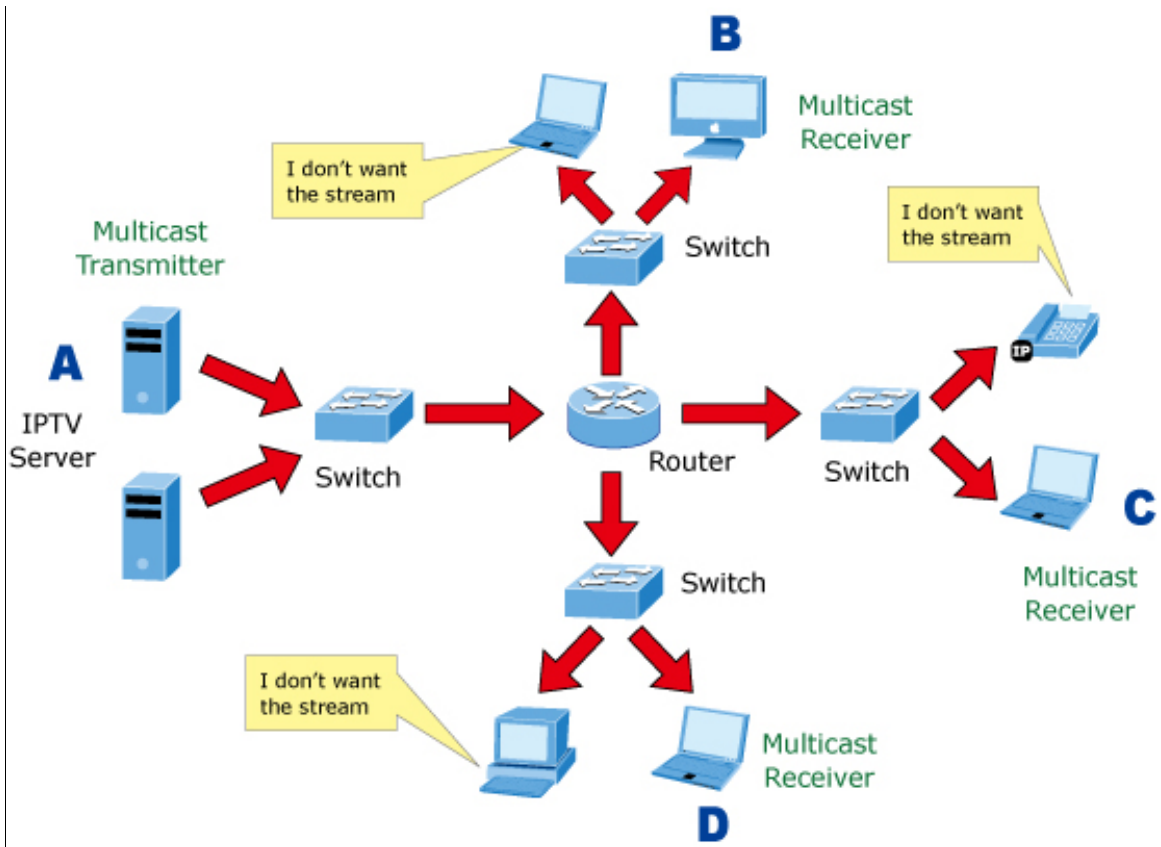 B
Multicast
Receiver
I don't want
the stream
Switch
I don't want
the stream
Multicast
Transmitter
A
IPTV
Server
Switch
Router
Switch
IP
C
Multicast
Receiver
Switch
I don't want
the stream
Multicast
Receiver
D